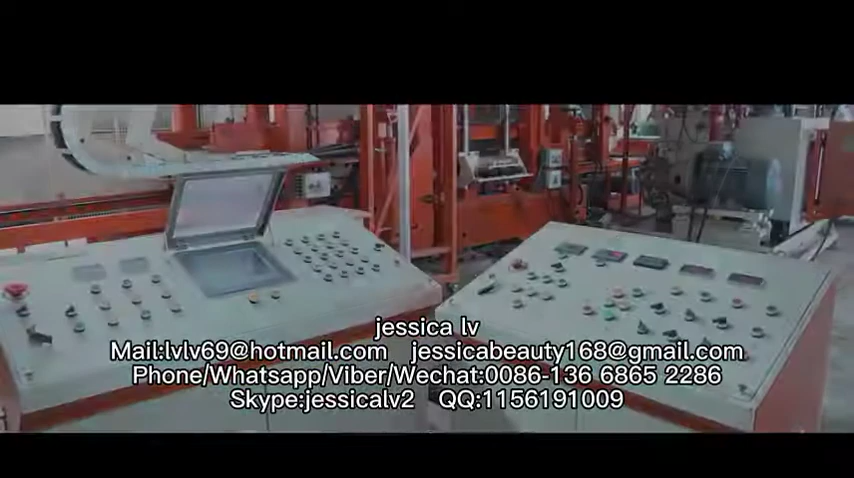 jessica lv
Mail:lvlv69@hotmail.com jessicabeauty168@gmail.com
Phone/Whatsapp/Viber/Wechat:0086-136 6865 2286
Skype:jessicalv2 QQ:1156191009